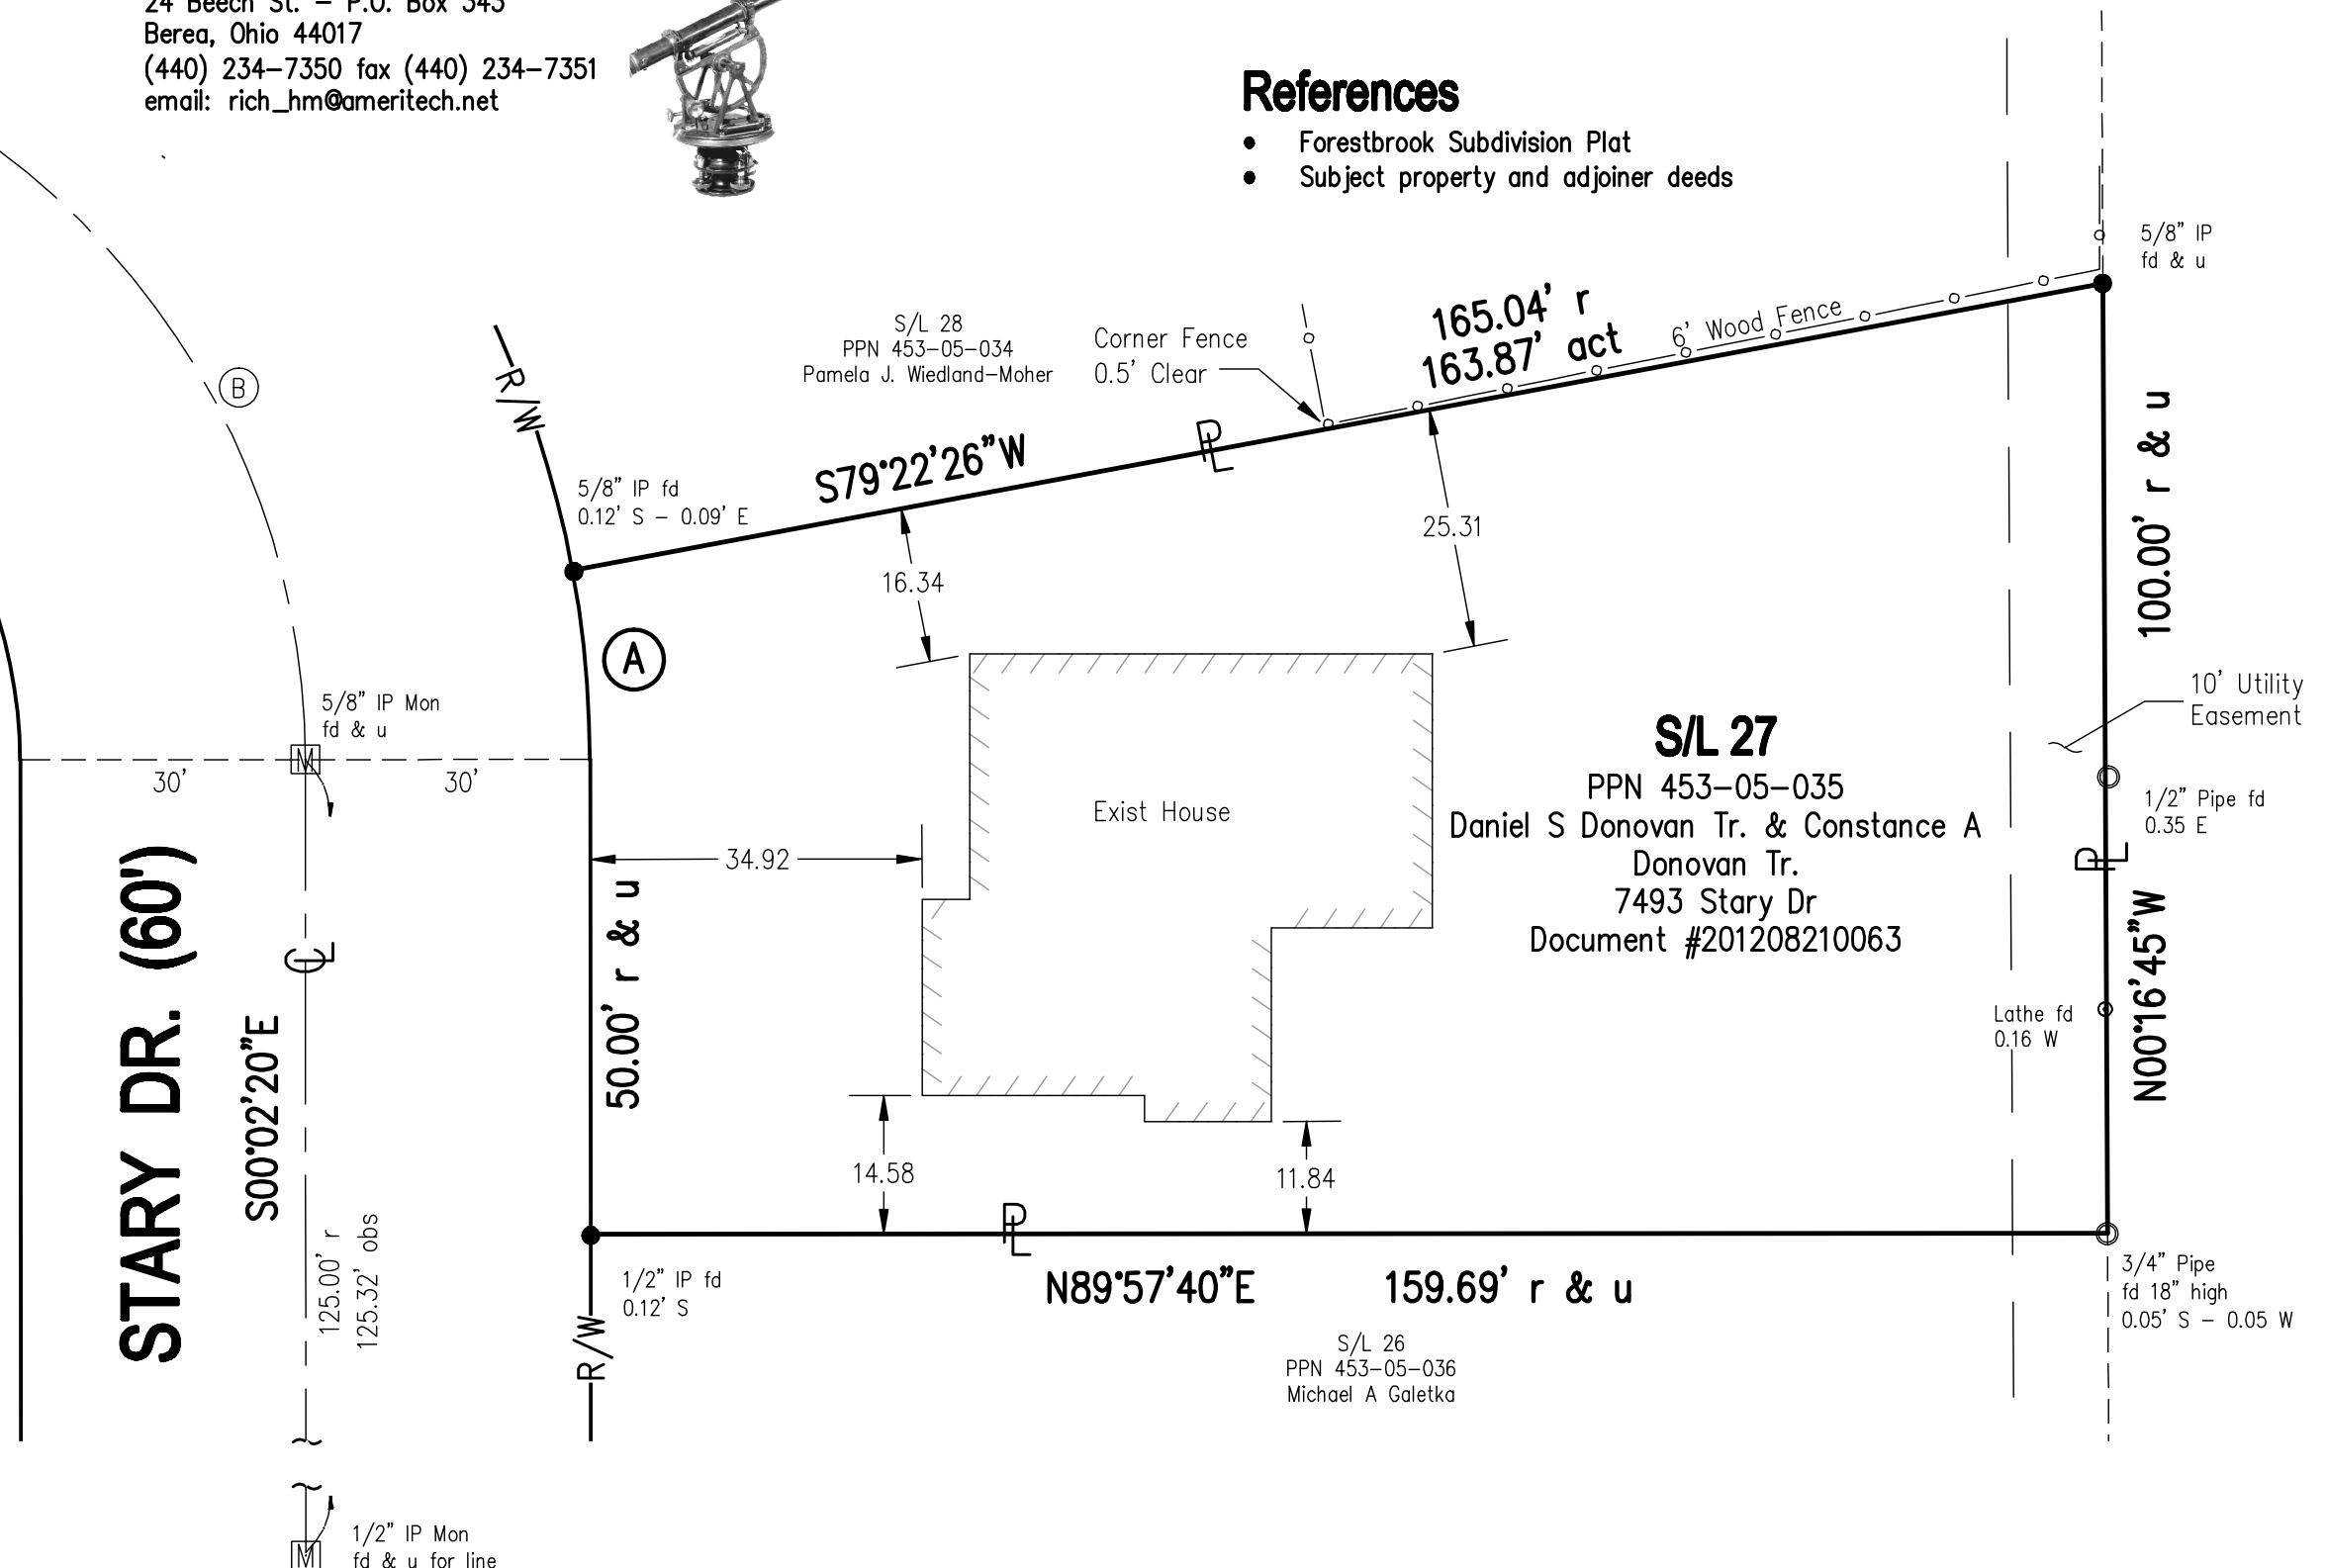 24 Beech St. – P.O. Box 343
Berea, Ohio 44017
(440) 234–7350 fax (440) 234–7351
email: rich_hm@ameritech.net
References
• Forestbrook Subdivision Plat
• Subject property and adjoiner deeds
5/8" IP
fd & u
S/L 28
PPN 453–05–034
Pamela J. Wiedland–Moher
Corner Fence
0.5' Clear
165.04' r
163.87' act
6' Wood Fence
B
R/W
PL
S79°22'26"W
5/8" IP fd
0.12' S – 0.09' E
16.34
25.31
100.00' r & u
A
5/8" IP Mon
fd & u
M
30'
30'
10' Utility
Easement
S/L 27
PPN 453–05–035
Daniel S Donovan Tr. & Constance A
Donovan Tr.
7493 Stary Dr
Document #201208210063
Exist House
1/2" Pipe fd
0.35 E
PL
34.92
50.00' r & u
STARY DR. (60')
CL
S00°02'20"E
125.00' r
125.32' obs
Lathe fd
0.16 W
N00°16'45"W
14.58
11.84
PL
N89°57'40"E
159.69' r & u
1/2" IP fd
0.12' S
R/W
3/4" Pipe
fd 18" high
0.05' S – 0.05 W
S/L 26
PPN 453–05–036
Michael A Galetka
M
1/2" IP Mon
fd & u for line